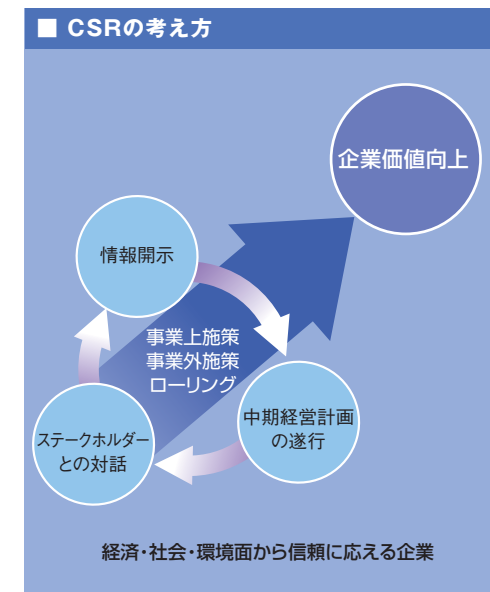 ■ CSRの考え方
企業価値向上
情報開示
事業上施策
事業外施策
ローリング
中期経営計画
の遂行
ステークホルダー
との対話
経済・社会・環境面から信頼に応える企業